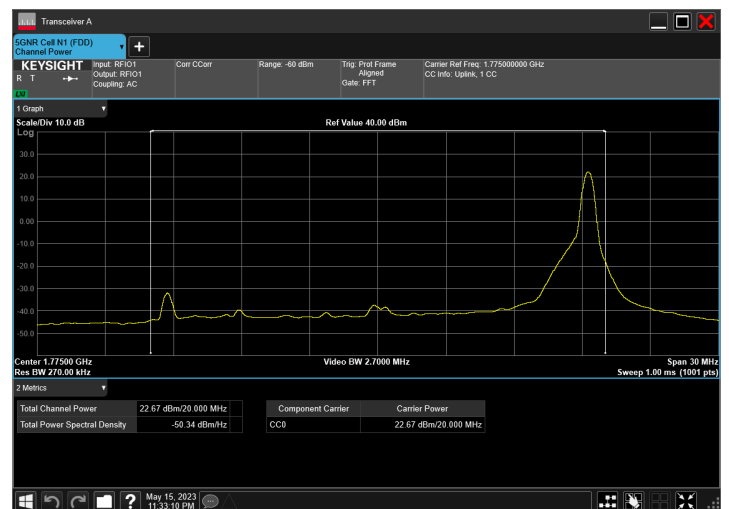 Transceiver A
5GNR Cell N1 (FDD)
Channel Power
KEYSIGHT
R T
LXI
Input: RFIO1
Output: RFIO1
Coupling: AC
Corr CCorr
Range: -60 dBm
Trig: Prot Frame
Aligned
Gate: FFT
Carrier Ref Freq: 1.775000000 GHz
CC Info: Uplink, 1 CC
1 Graph
Scale/Div 10.0 dB
Ref Value 40.00 dBm
Log
30.0
20.0
10.0
0.00
-10.0
-20.0
-30.0
-40.0
-50.0
Center 1.77500 GHz
Video BW 2.7000 MHz
Span 30 MHz
Res BW 270.00 kHz
Sweep 1.00 ms (1001 pts)
2 Metrics
Total Channel Power 22.67 dBm/20.000 MHz
Total Power Spectral Density -50.34 dBm/Hz
Component Carrier Carrier Power
CC0 22.67 dBm/20.000 MHz
?
May 15, 2023
11:33:10 PM